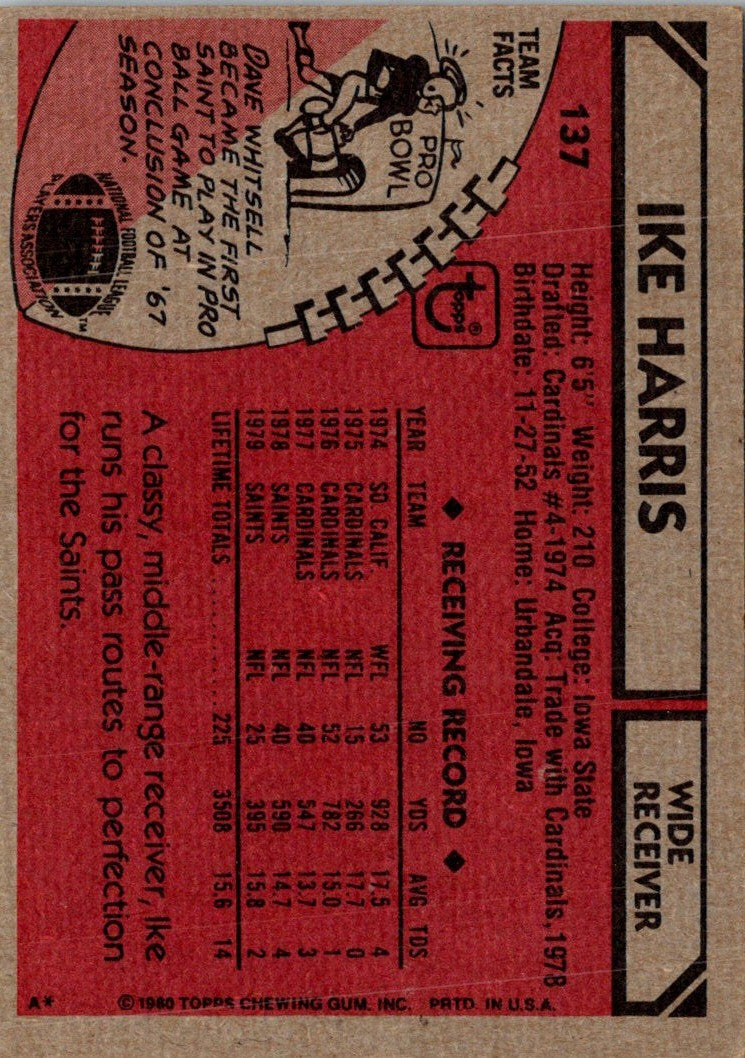 IKE HARRIS
WIDE
RECEIVER
137
Height: 6'5" Weight: 210 College: Iowa State
Drafted: Cardinals #4-1974 Acq: Trade with Cardinals, 1978
Birthdate: 11-27-52 Home: Urbandale, Iowa
topps®
TEAM
FACTS
PRO
BOWL
DAVE WHITSELL
BECAME THE FIRST
SAINT TO PLAY IN PRO
BALL GAME AT
CONCLUSION OF '67
SEASON.
NATIONAL FOOTBALL LEAGUE
PLAYERS ASSOCIATION
™
◆ RECEIVING RECORD ◆
YEAR TEAM NO YDS AVG TDS
1974 SO CALIF WFL 53 928 17.5 4
1975 CARDINALS NFL 15 266 17.7 0
1976 CARDINALS NFL 52 782 15.0 1
1977 CARDINALS NFL 40 547 13.7 3
1978 SAINTS NFL 40 590 14.7 4
1979 SAINTS NFL 25 395 15.8 2
LIFETIME TOTALS .......... 225 3508 15.6 14
A classy, middle-range receiver, Ike
runs his pass routes to perfection
for the Saints.
A* © 1980 TOPPS CHEWING GUM, INC. PRTD. IN U.S.A.